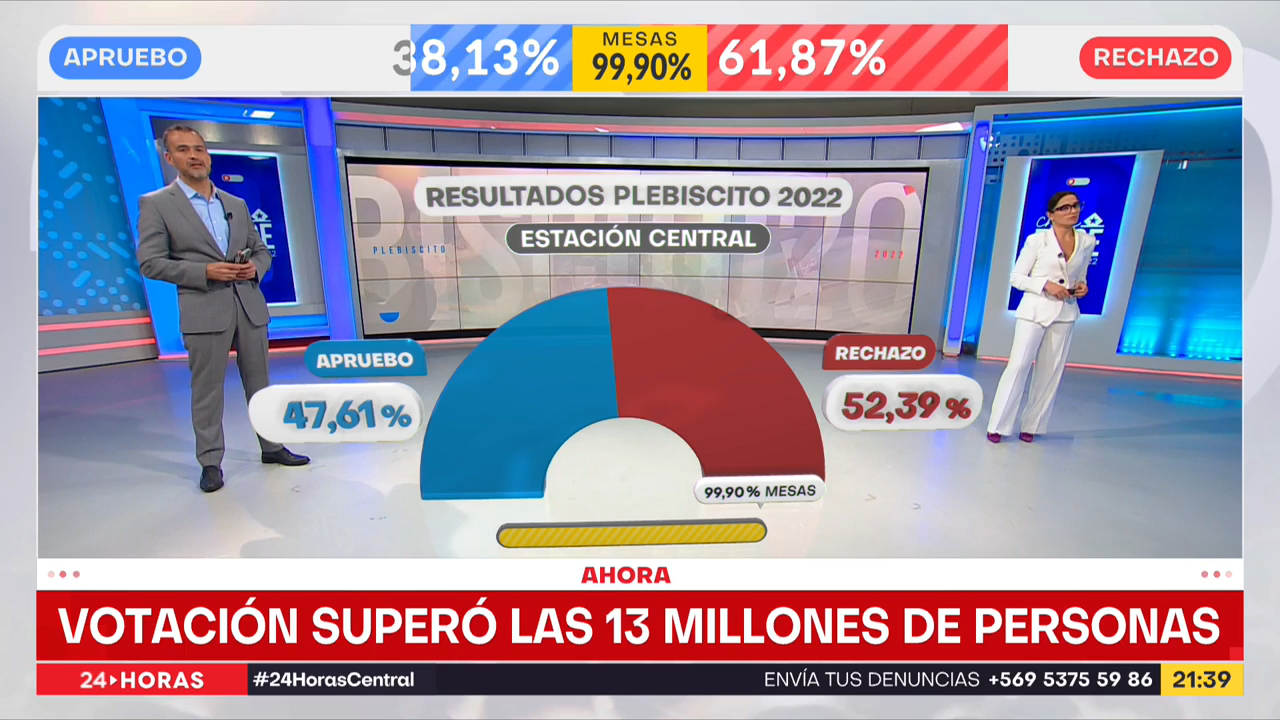 APRUEBO
38,13%
MESAS
99,90%
61,87%
RECHAZO
RESULTADOS PLEBISCITO 2022
ESTACIÓN CENTRAL
PLEBISCITO
2022
APRUEBO
47,61%
RECHAZO
52,39%
99,90% MESAS
AHORA
VOTACIÓN SUPERÓ LAS 13 MILLONES DE PERSONAS
24 HORAS
#24HorasCentral
ENVÍA TUS DENUNCIAS +569 5375 59 86
21:39